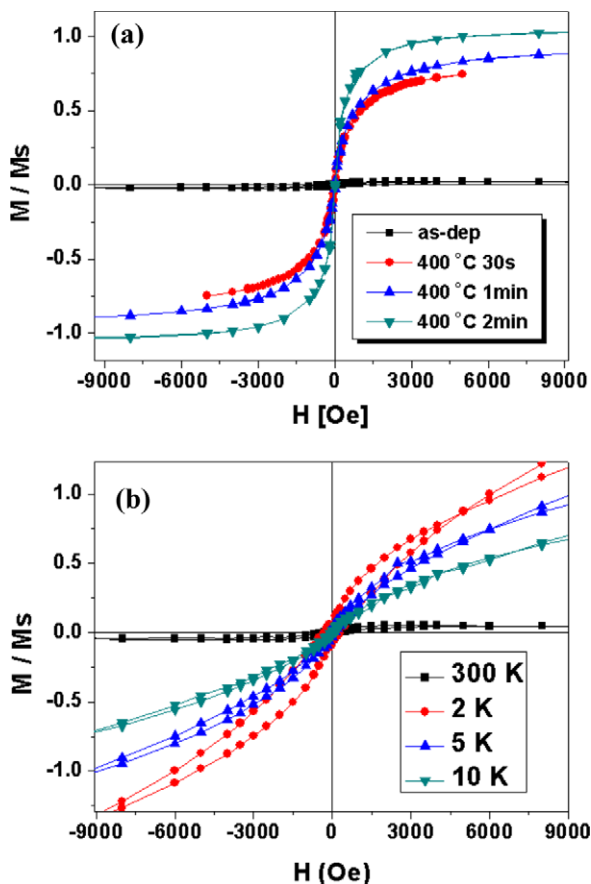 (a)
1.0
0.5
0.0
-0.5
-1.0
M / Ms
as-dep
400 °C 30s
400 °C 1min
400 °C 2min
-9000 -6000 -3000 0 3000 6000 9000
H [Oe]
(b)
1.0
0.5
0.0
-0.5
-1.0
M / Ms
300 K
2 K
5 K
10 K
-9000 -6000 -3000 0 3000 6000 9000
H (Oe)